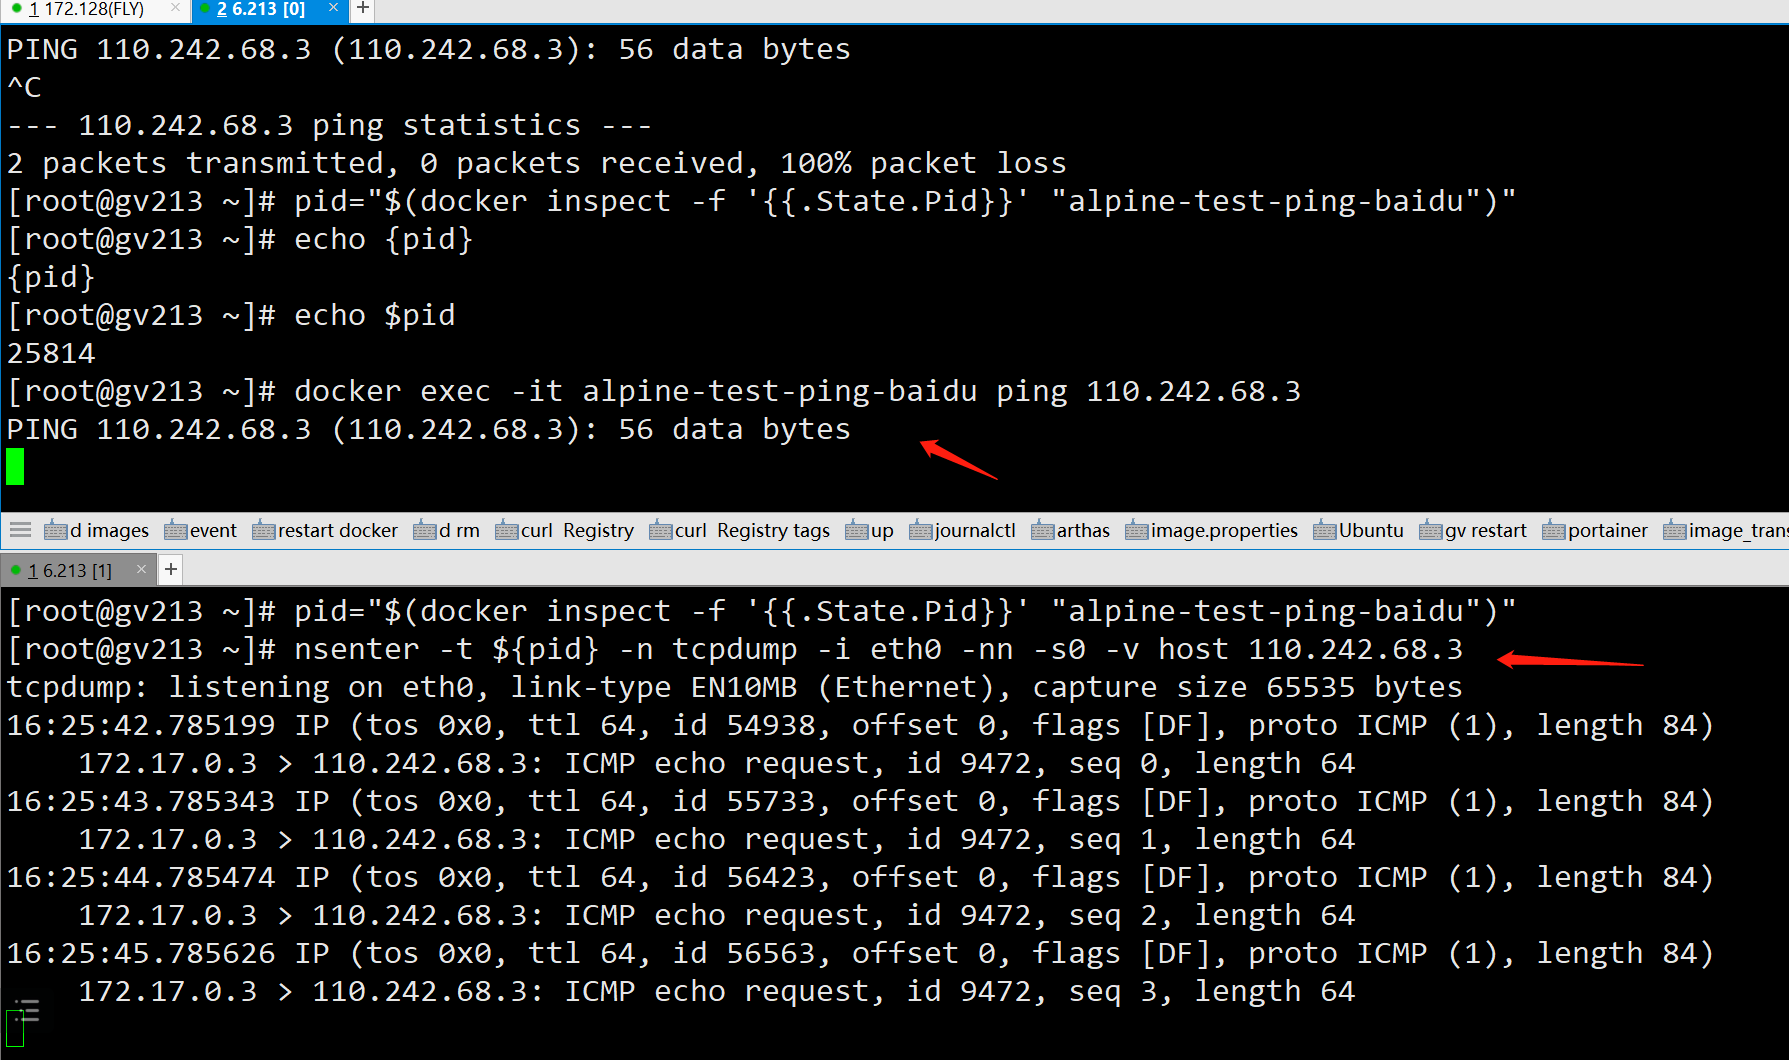 1 172.128(FLY) × 2 6.213 [0] × +
PING 110.242.68.3 (110.242.68.3): 56 data bytes
^C
--- 110.242.68.3 ping statistics ---
2 packets transmitted, 0 packets received, 100% packet loss
[root@gv213 ~]# pid="$(docker inspect -f '{{.State.Pid}}' "alpine-test-ping-baidu")"
[root@gv213 ~]# echo {pid}
{pid}
[root@gv213 ~]# echo $pid
25814
[root@gv213 ~]# docker exec -it alpine-test-ping-baidu ping 110.242.68.3
PING 110.242.68.3 (110.242.68.3): 56 data bytes
d images event restart docker d rm curl Registry curl Registry tags up journalctl arthas image.properties Ubuntu gv restart portainer image_trans
1 6.213 [1] × +
[root@gv213 ~]# pid="$(docker inspect -f '{{.State.Pid}}' "alpine-test-ping-baidu")"
[root@gv213 ~]# nsenter -t ${pid} -n tcpdump -i eth0 -nn -s0 -v host 110.242.68.3
tcpdump: listening on eth0, link-type EN10MB (Ethernet), capture size 65535 bytes
16:25:42.785199 IP (tos 0x0, ttl 64, id 54938, offset 0, flags [DF], proto ICMP (1), length 84)
    172.17.0.3 > 110.242.68.3: ICMP echo request, id 9472, seq 0, length 64
16:25:43.785343 IP (tos 0x0, ttl 64, id 55733, offset 0, flags [DF], proto ICMP (1), length 84)
    172.17.0.3 > 110.242.68.3: ICMP echo request, id 9472, seq 1, length 64
16:25:44.785474 IP (tos 0x0, ttl 64, id 56423, offset 0, flags [DF], proto ICMP (1), length 84)
    172.17.0.3 > 110.242.68.3: ICMP echo request, id 9472, seq 2, length 64
16:25:45.785626 IP (tos 0x0, ttl 64, id 56563, offset 0, flags [DF], proto ICMP (1), length 84)
    172.17.0.3 > 110.242.68.3: ICMP echo request, id 9472, seq 3, length 64